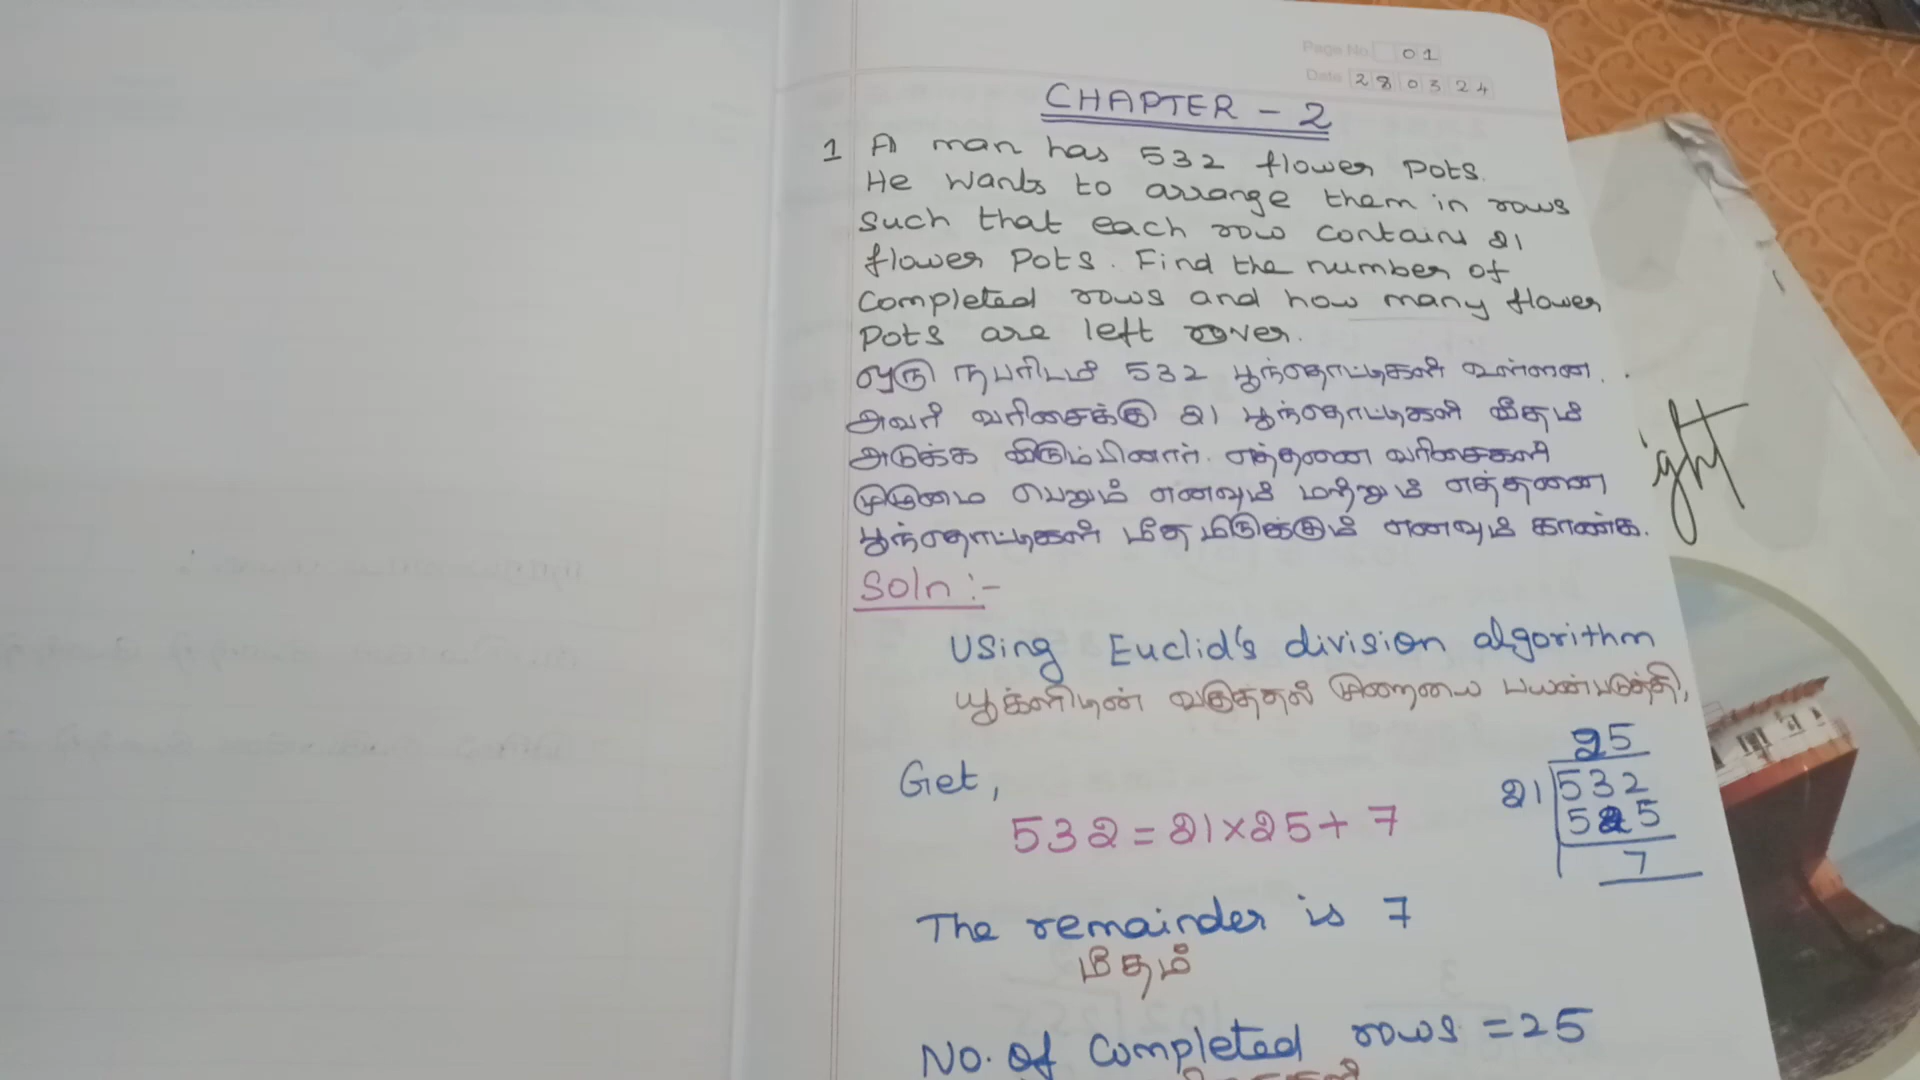 Page No. 01
Date 28 03 24
CHAPTER - 2
1 A man has 532 flower pots.
He wants to arrange them in rows
such that each row contains 21
flower pots. Find the number of
completed rows and how many flower
pots are left over.
ஒரு நபரிடம் 532 பூந்தொட்டிகள் உள்ளன.
அவர் வரிசைக்கு 21 பூந்தொட்டிகள் வீதம்
அடுக்க விரும்பினார். எத்தனை வரிசைகள்
முழுமை பெறும் எனவும் மற்றும் எத்தனை
பூந்தொட்டிகள் மீதமிருக்கும் எனவும் காண்க.
ight
Soln :-
Using Euclid's division algorithm
யூக்ளிடின் வகுத்தல் முறையை பயன்படுத்தி,
25
Get,
21 532
532 = 21 × 25 + 7
525
7
The remainder is 7
மீதம்
No. of completed rows = 25